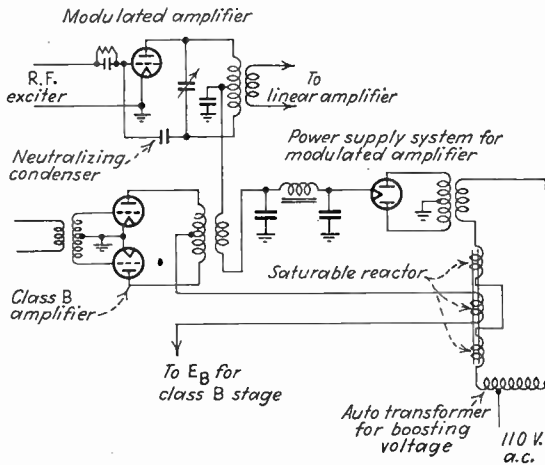 Modulated amplifier
R.F.
exciter
To
linear amplifier
Neutralizing
condenser
Power supply system for
modulated amplifier
Class B
amplifier
Saturable reactor
To EB for
class B stage
Auto transformer
for boosting
voltage
110 V.
a.c.